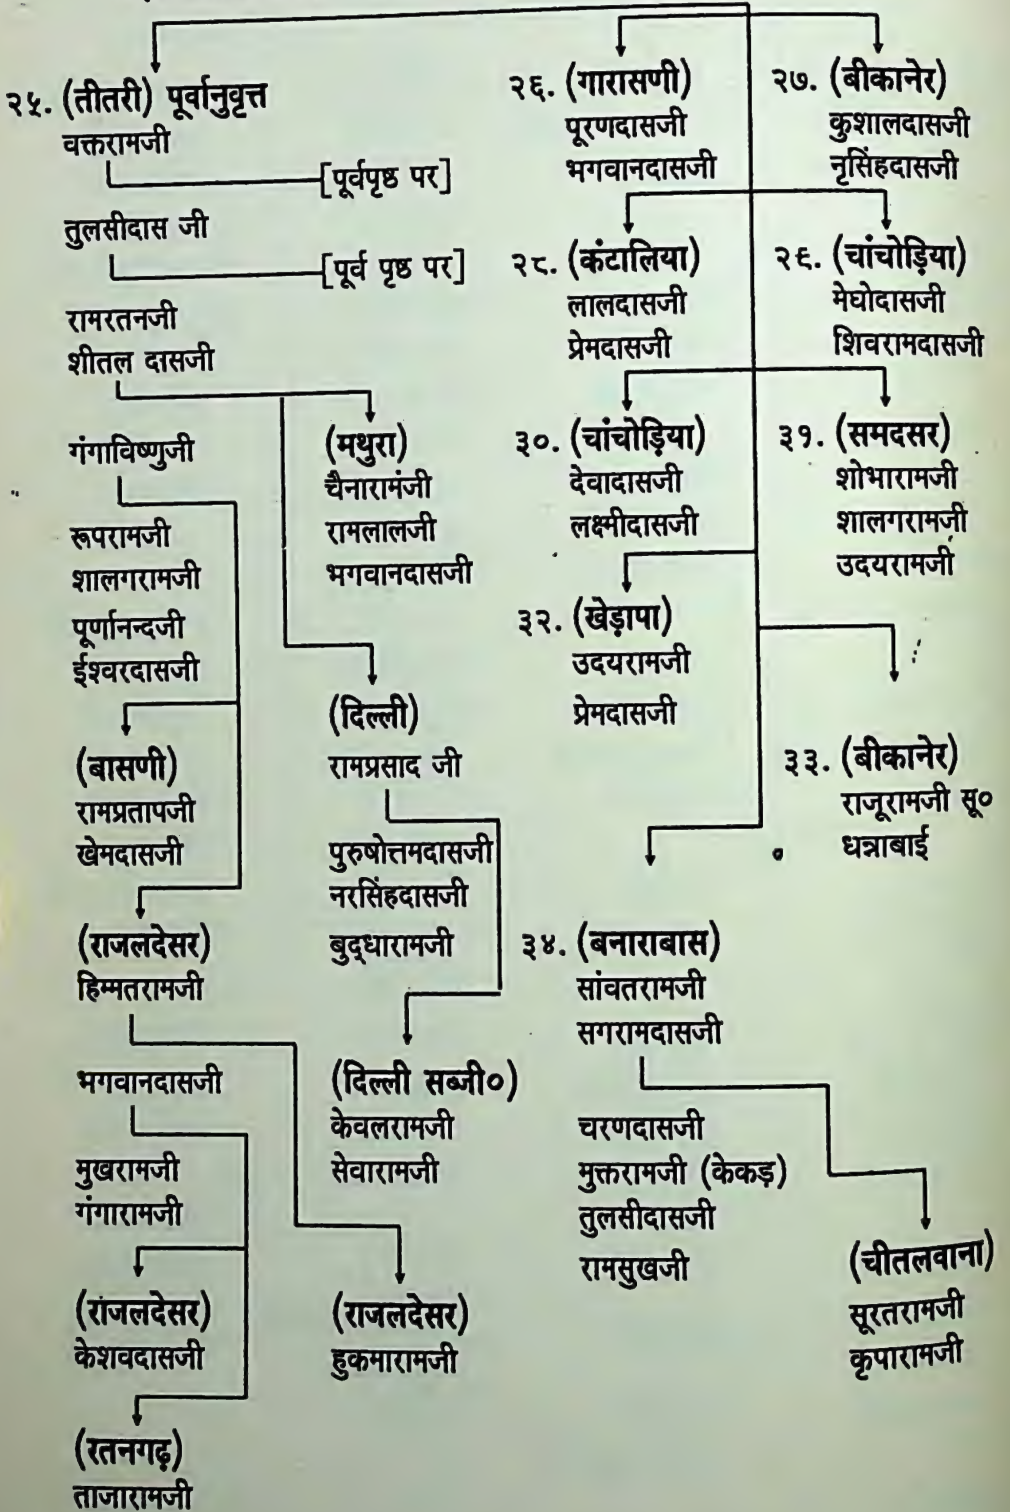 २५. (तीतरी) पूर्वानुवृत्त
वक्तरामजी
[पूर्वपृष्ठ पर]
तुलसीदास जी
[पूर्व पृष्ठ पर]
रामरतनजी
शीतल दासजी
गंगाविष्णुजी
रूपरामजी
शालगरामजी
पूर्णानन्दजी
ईश्वरदासजी
(बासणी)
रामप्रतापजी
खेमदासजी
(राजलदेसर)
हिम्मतरामजी
भगवानदासजी
मुखरामजी
गंगारामजी
(राजलदेसर)
केशवदासजी
(रतनगढ़)
ताजारामजी
(मथुरा)
चैनारामजी
रामलालजी
भगवानदासजी
(दिल्ली)
रामप्रसाद जी
पुरुषोत्तमदासजी
नरसिंहदासजी
बुद्धारामजी
(दिल्ली सब्जी०)
केवलरामजी
सेवारामजी
(राजलदेसर)
हुकमारामजी
२६. (गारासणी)
पूरणदासजी
भगवानदासजी
२७. (बीकानेर)
कुशालदासजी
नृसिंहदासजी
२८. (कंटालिया)
लालदासजी
प्रेमदासजी
२९. (चांचोड़िया)
मेघोदासजी
शिवरामदासजी
३०. (चांचोड़िया)
देवादासजी
लक्ष्मीदासजी
३१. (समदसर)
शोभारामजी
शालगरामजी
उदयरामजी
३२. (खेड़ापा)
उदयरामजी
प्रेमदासजी
३३. (बीकानेर)
राजूरामजी सू०
धन्नाबाई
३४. (बनाराबास)
सांवतरामजी
सगरामदासजी
चरणदासजी
मुक्तरामजी (केकड़)
तुलसीदासजी
रामसुखजी
(चीतलवाना)
सूरतरामजी
कृपारामजी